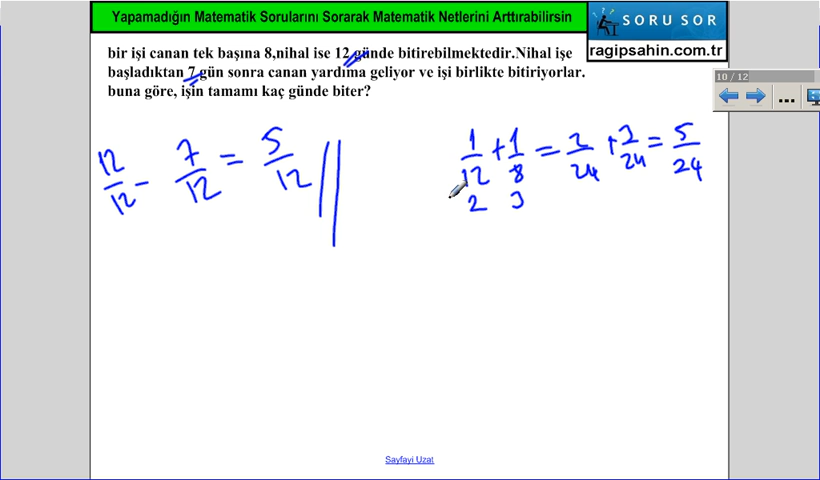 Yapamadığın Matematik Sorularını Sorarak Matematik Netlerini Arttırabilirsin
SORU SOR
ragipsahin.com.tr
bir işi canan tek başına 8,nihal ise 12 günde bitirebilmektedir.Nihal işe
başladıktan 7 gün sonra canan yardıma geliyor ve işi birlikte bitiriyorlar.
buna göre, işin tamamı kaç günde biter?
10 / 12
...
12/12 - 7/12 = 5/12
1/12 + 1/8 = 2/24 + 3/24 = 5/24
2 3
Sayfayi Uzat